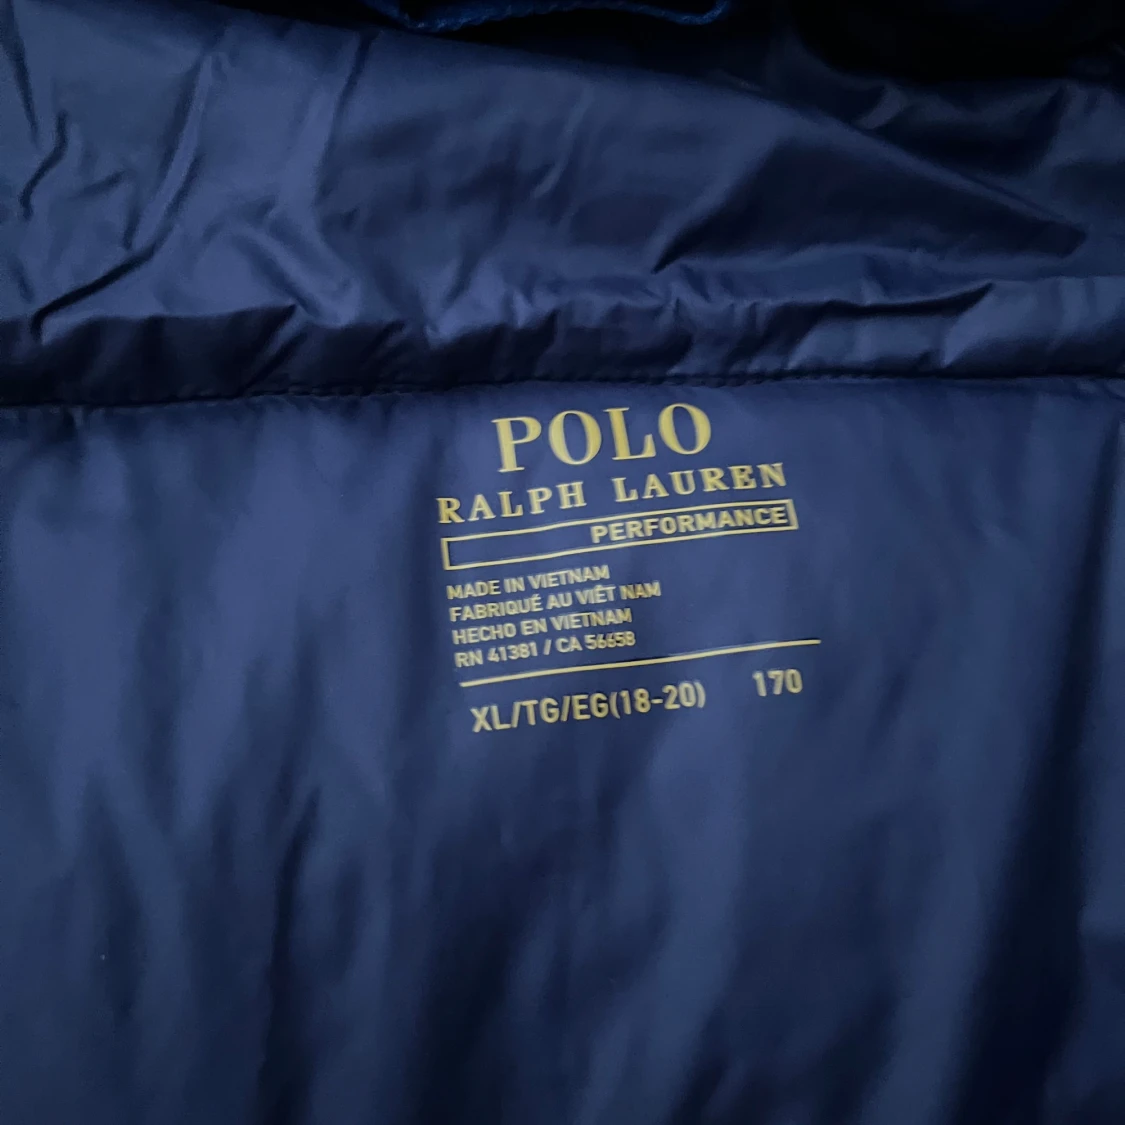 POLO
RALPH LAUREN
PERFORMANCE
MADE IN VIETNAM
FABRIQUÉ AU VIÊT NAM
HECHO EN VIETNAM
RN 41381 / CA 56658
XL/TG/EG(18-20) 170